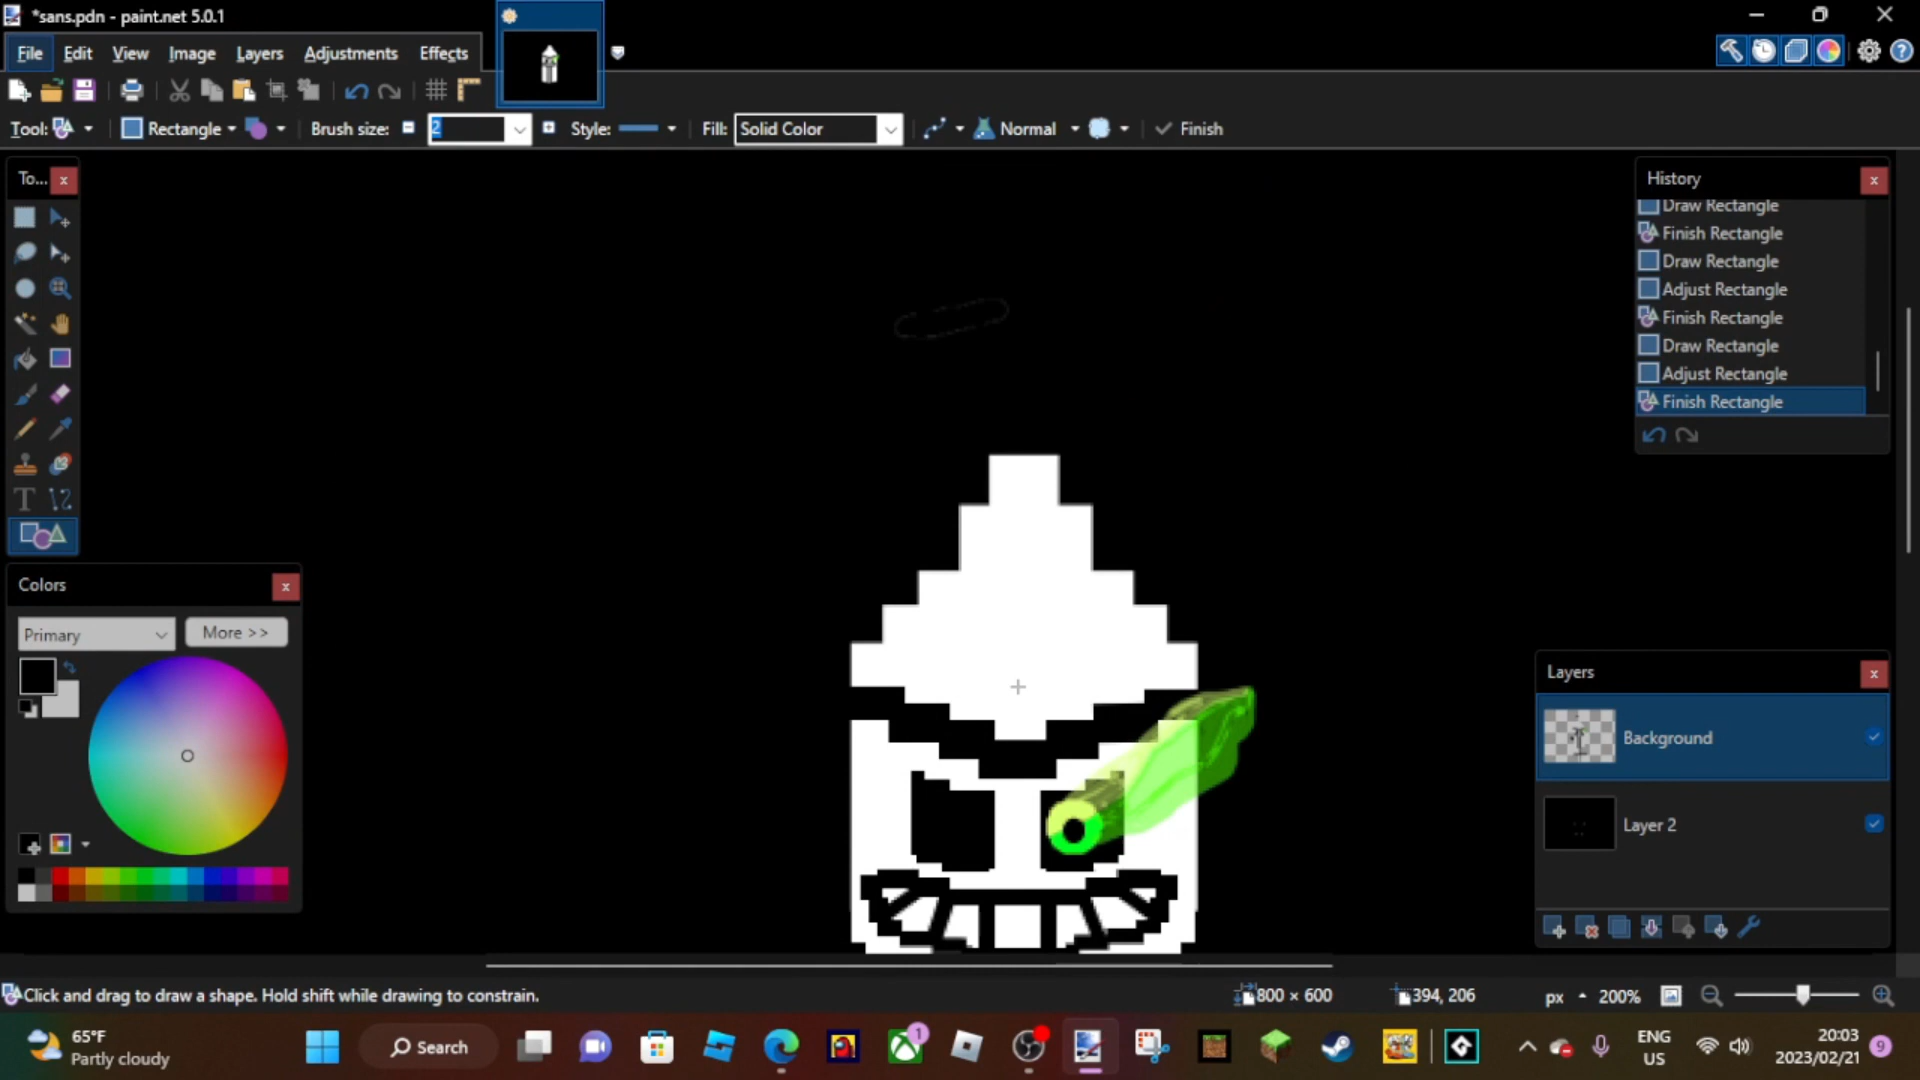 *sans.pdn - paint.net 5.0.1
File Edit View Image Layers Adjustments Effects
Tool: Rectangle Brush size: 2 Style: Fill: Solid Color Normal Finish
To...
History
Draw Rectangle
Finish Rectangle
Draw Rectangle
Adjust Rectangle
Finish Rectangle
Draw Rectangle
Adjust Rectangle
Finish Rectangle
Colors
Primary
More >>
Layers
Background
Layer 2
Click and drag to draw a shape. Hold shift while drawing to constrain.
800 × 600
394, 206
px
200%
65°F
Partly cloudy
Search
1
ENG
US
20:03
2023/02/21
9